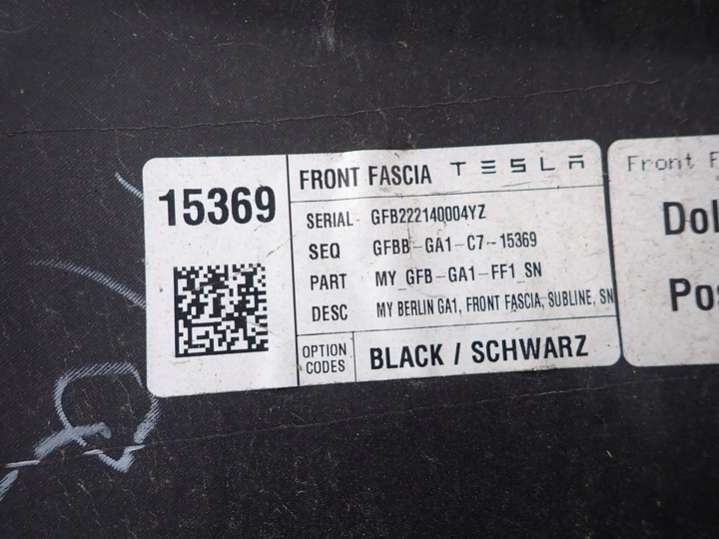 15369
FRONT FASCIA TESLA
SERIAL GFB222140004YZ
SEQ GFBB-GA1-C7-15369
PART MY_GFB-GA1-FF1_SN
DESC MY BERLIN GA1, FRONT FASCIA, SUBLINE, SN
OPTION CODES BLACK / SCHWARZ
Front F
Dol
Pos